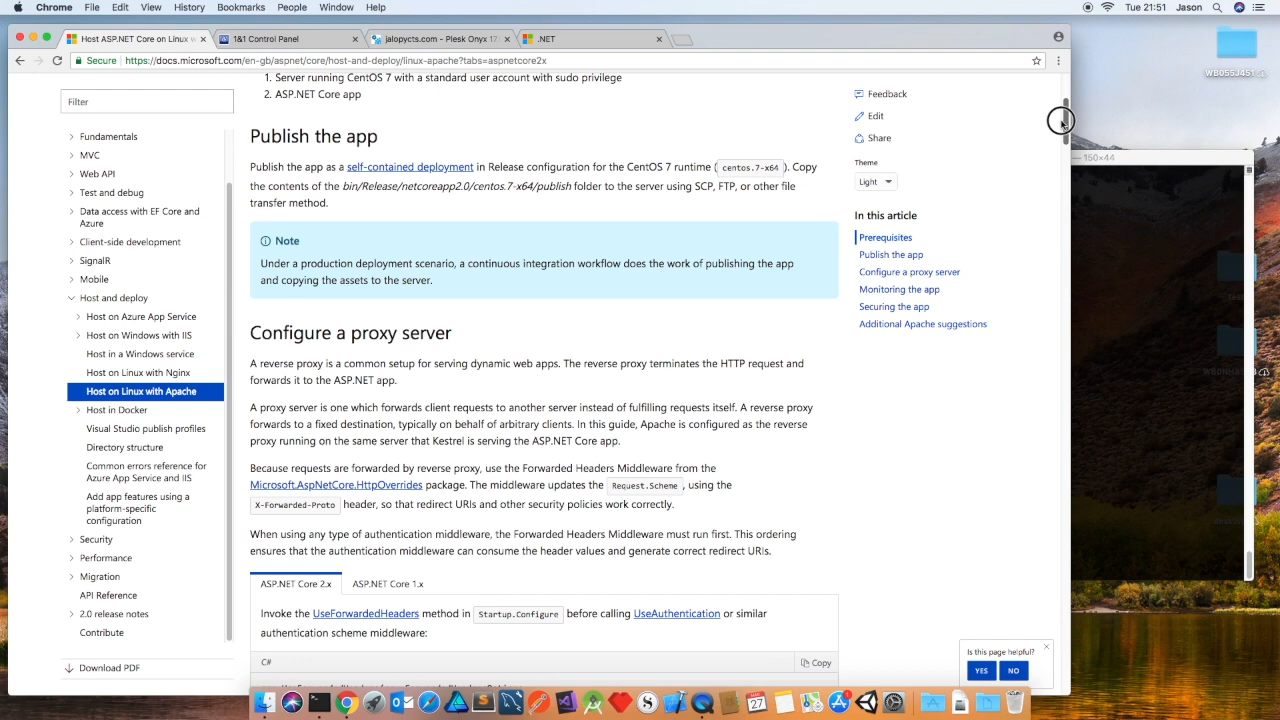 Chrome File Edit View History Bookmarks People Window Help Tue 21:51 Jason
Host ASP.NET Core on Linux w 1&1 Control Panel jalopycts.com - Plesk Onyx 17. .NET
Secure https://docs.microsoft.com/en-gb/aspnet/core/host-and-deploy/linux-apache?tabs=aspnetcore2x
WB055J451
150×44
Filter
Fundamentals
MVC
Web API
Test and debug
Data access with EF Core and
Azure
Client-side development
SignalR
Mobile
Host and deploy
Host on Azure App Service
Host on Windows with IIS
Host in a Windows service
Host on Linux with Nginx
Host on Linux with Apache
Host in Docker
Visual Studio publish profiles
Directory structure
Common errors reference for
Azure App Service and IIS
Add app features using a
platform-specific
configuration
Security
Performance
Migration
API Reference
2.0 release notes
Contribute
Download PDF
1. Server running CentOS 7 with a standard user account with sudo privilege
2. ASP.NET Core app
Publish the app
Publish the app as a self-contained deployment in Release configuration for the CentOS 7 runtime ( centos.7-x64 ). Copy
the contents of the bin/Release/netcoreapp2.0/centos.7-x64/publish folder to the server using SCP, FTP, or other file
transfer method.
Note
Under a production deployment scenario, a continuous integration workflow does the work of publishing the app
and copying the assets to the server.
Configure a proxy server
A reverse proxy is a common setup for serving dynamic web apps. The reverse proxy terminates the HTTP request and
forwards it to the ASP.NET app.
A proxy server is one which forwards client requests to another server instead of fulfilling requests itself. A reverse proxy
forwards to a fixed destination, typically on behalf of arbitrary clients. In this guide, Apache is configured as the reverse
proxy running on the same server that Kestrel is serving the ASP.NET Core app.
Because requests are forwarded by reverse proxy, use the Forwarded Headers Middleware from the
Microsoft.AspNetCore.HttpOverrides package. The middleware updates the Request.Scheme , using the
X-Forwarded-Proto header, so that redirect URIs and other security policies work correctly.
When using any type of authentication middleware, the Forwarded Headers Middleware must run first. This ordering
ensures that the authentication middleware can consume the header values and generate correct redirect URIs.
ASP.NET Core 2.x ASP.NET Core 1.x
Invoke the UseForwardedHeaders method in Startup.Configure before calling UseAuthentication or similar
authentication scheme middleware:
C# Copy
Feedback
Edit
Share
Theme
Light
In this article
Prerequisites
Publish the app
Configure a proxy server
Monitoring the app
Securing the app
Additional Apache suggestions
Is this page helpful?
YES NO
27